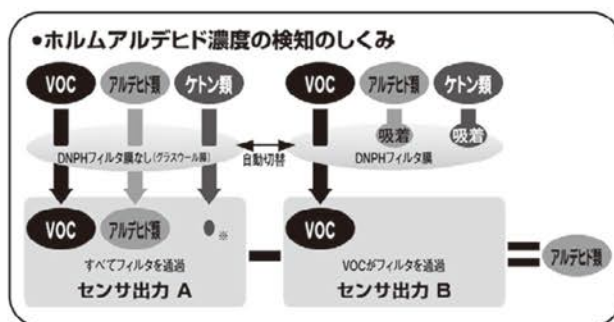 ●ホルムアルデヒド濃度の検知のしくみ
VOC
アルデヒド類
ケトン類
VOC
アルデヒド類
ケトン類
吸着
吸着
DNPHフィルタ膜なし(グラスウール膜)
自動切替
DNPHフィルタ膜
VOC
アルデヒド類
※
VOC
すべてフィルタを通過
VOCがフィルタを通過
アルデヒド類
センサ出力 A
センサ出力 B